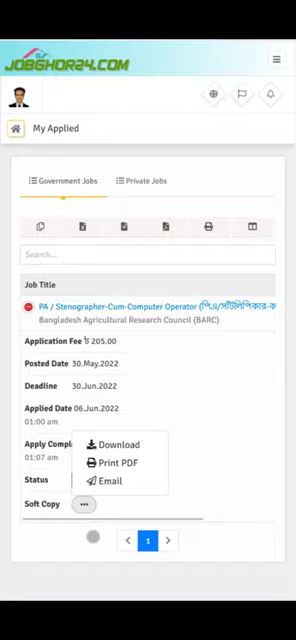 JOBGHOR24.COM
My Applied
Government Jobs
Private Jobs
Search...
Job Title
PA / Stenographer-Cum-Computer Operator (পিএ/সাঁটলিপিকার-ক
Bangladesh Agricultural Research Council (BARC)
Application Fee ৳ 205.00
Posted Date 30.May.2022
Deadline 30.Jun.2022
Applied Date 06.Jun.2022
01:00 am
Apply Compl
01:07 am
Download
Print PDF
Email
Status
Soft Copy
1